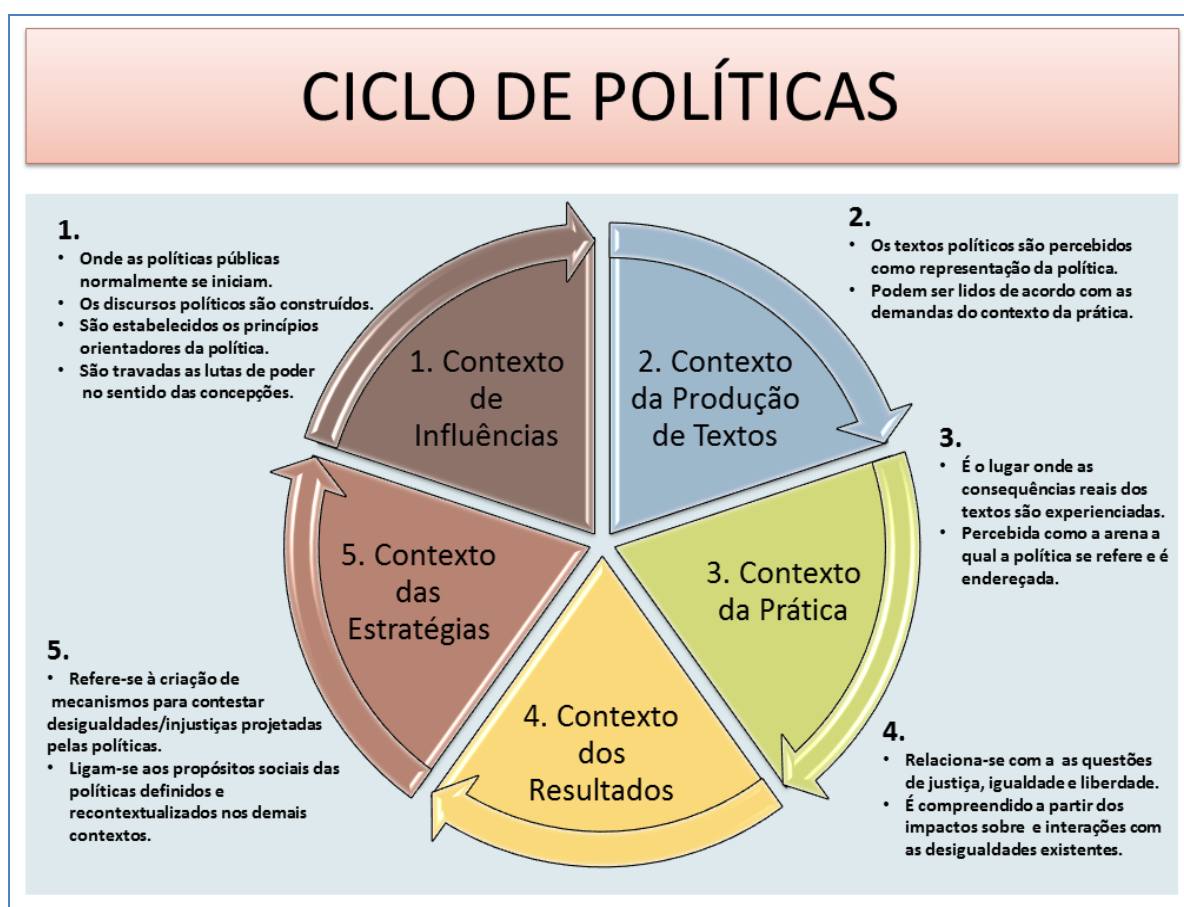 CICLO DE POLÍTICAS
1.
• Onde as políticas públicas
normalmente se iniciam.
• Os discursos políticos são construídos.
• São estabelecidos os princípios
orientadores da política.
• São travadas as lutas de poder
no sentido das concepções.
2.
• Os textos políticos são percebidos
como representação da política.
• Podem ser lidos de acordo com as
demandas do contexto da prática.
1. Contexto
de
Influências
2. Contexto
da Produção
de Textos
3.
• É o lugar onde as
consequências reais dos
textos são experienciadas.
• Percebida como a arena a
qual a política se refere e é
endereçada.
3. Contexto
da Prática
4. Contexto
dos
Resultados
5. Contexto
das
Estratégias
4.
• Relaciona-se com a as questões
de justiça, igualdade e liberdade.
• É compreendido a partir dos
impactos sobre e interações com
as desigualdades existentes.
5.
• Refere-se à criação de
mecanismos para contestar
desigualdades/injustiças projetadas
pelas políticas.
• Ligam-se aos propósitos sociais das
políticas definidos e
recontextualizados nos demais
contextos.